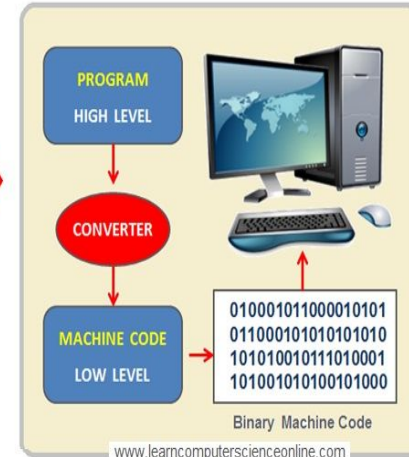 PROGRAM
HIGH LEVEL
CONVERTER
MACHINE CODE
LOW LEVEL
010001011000010101
011000101010101010
101010010111010001
101001010100101000
Binary Machine Code
www.learncomputerscienceonline.com